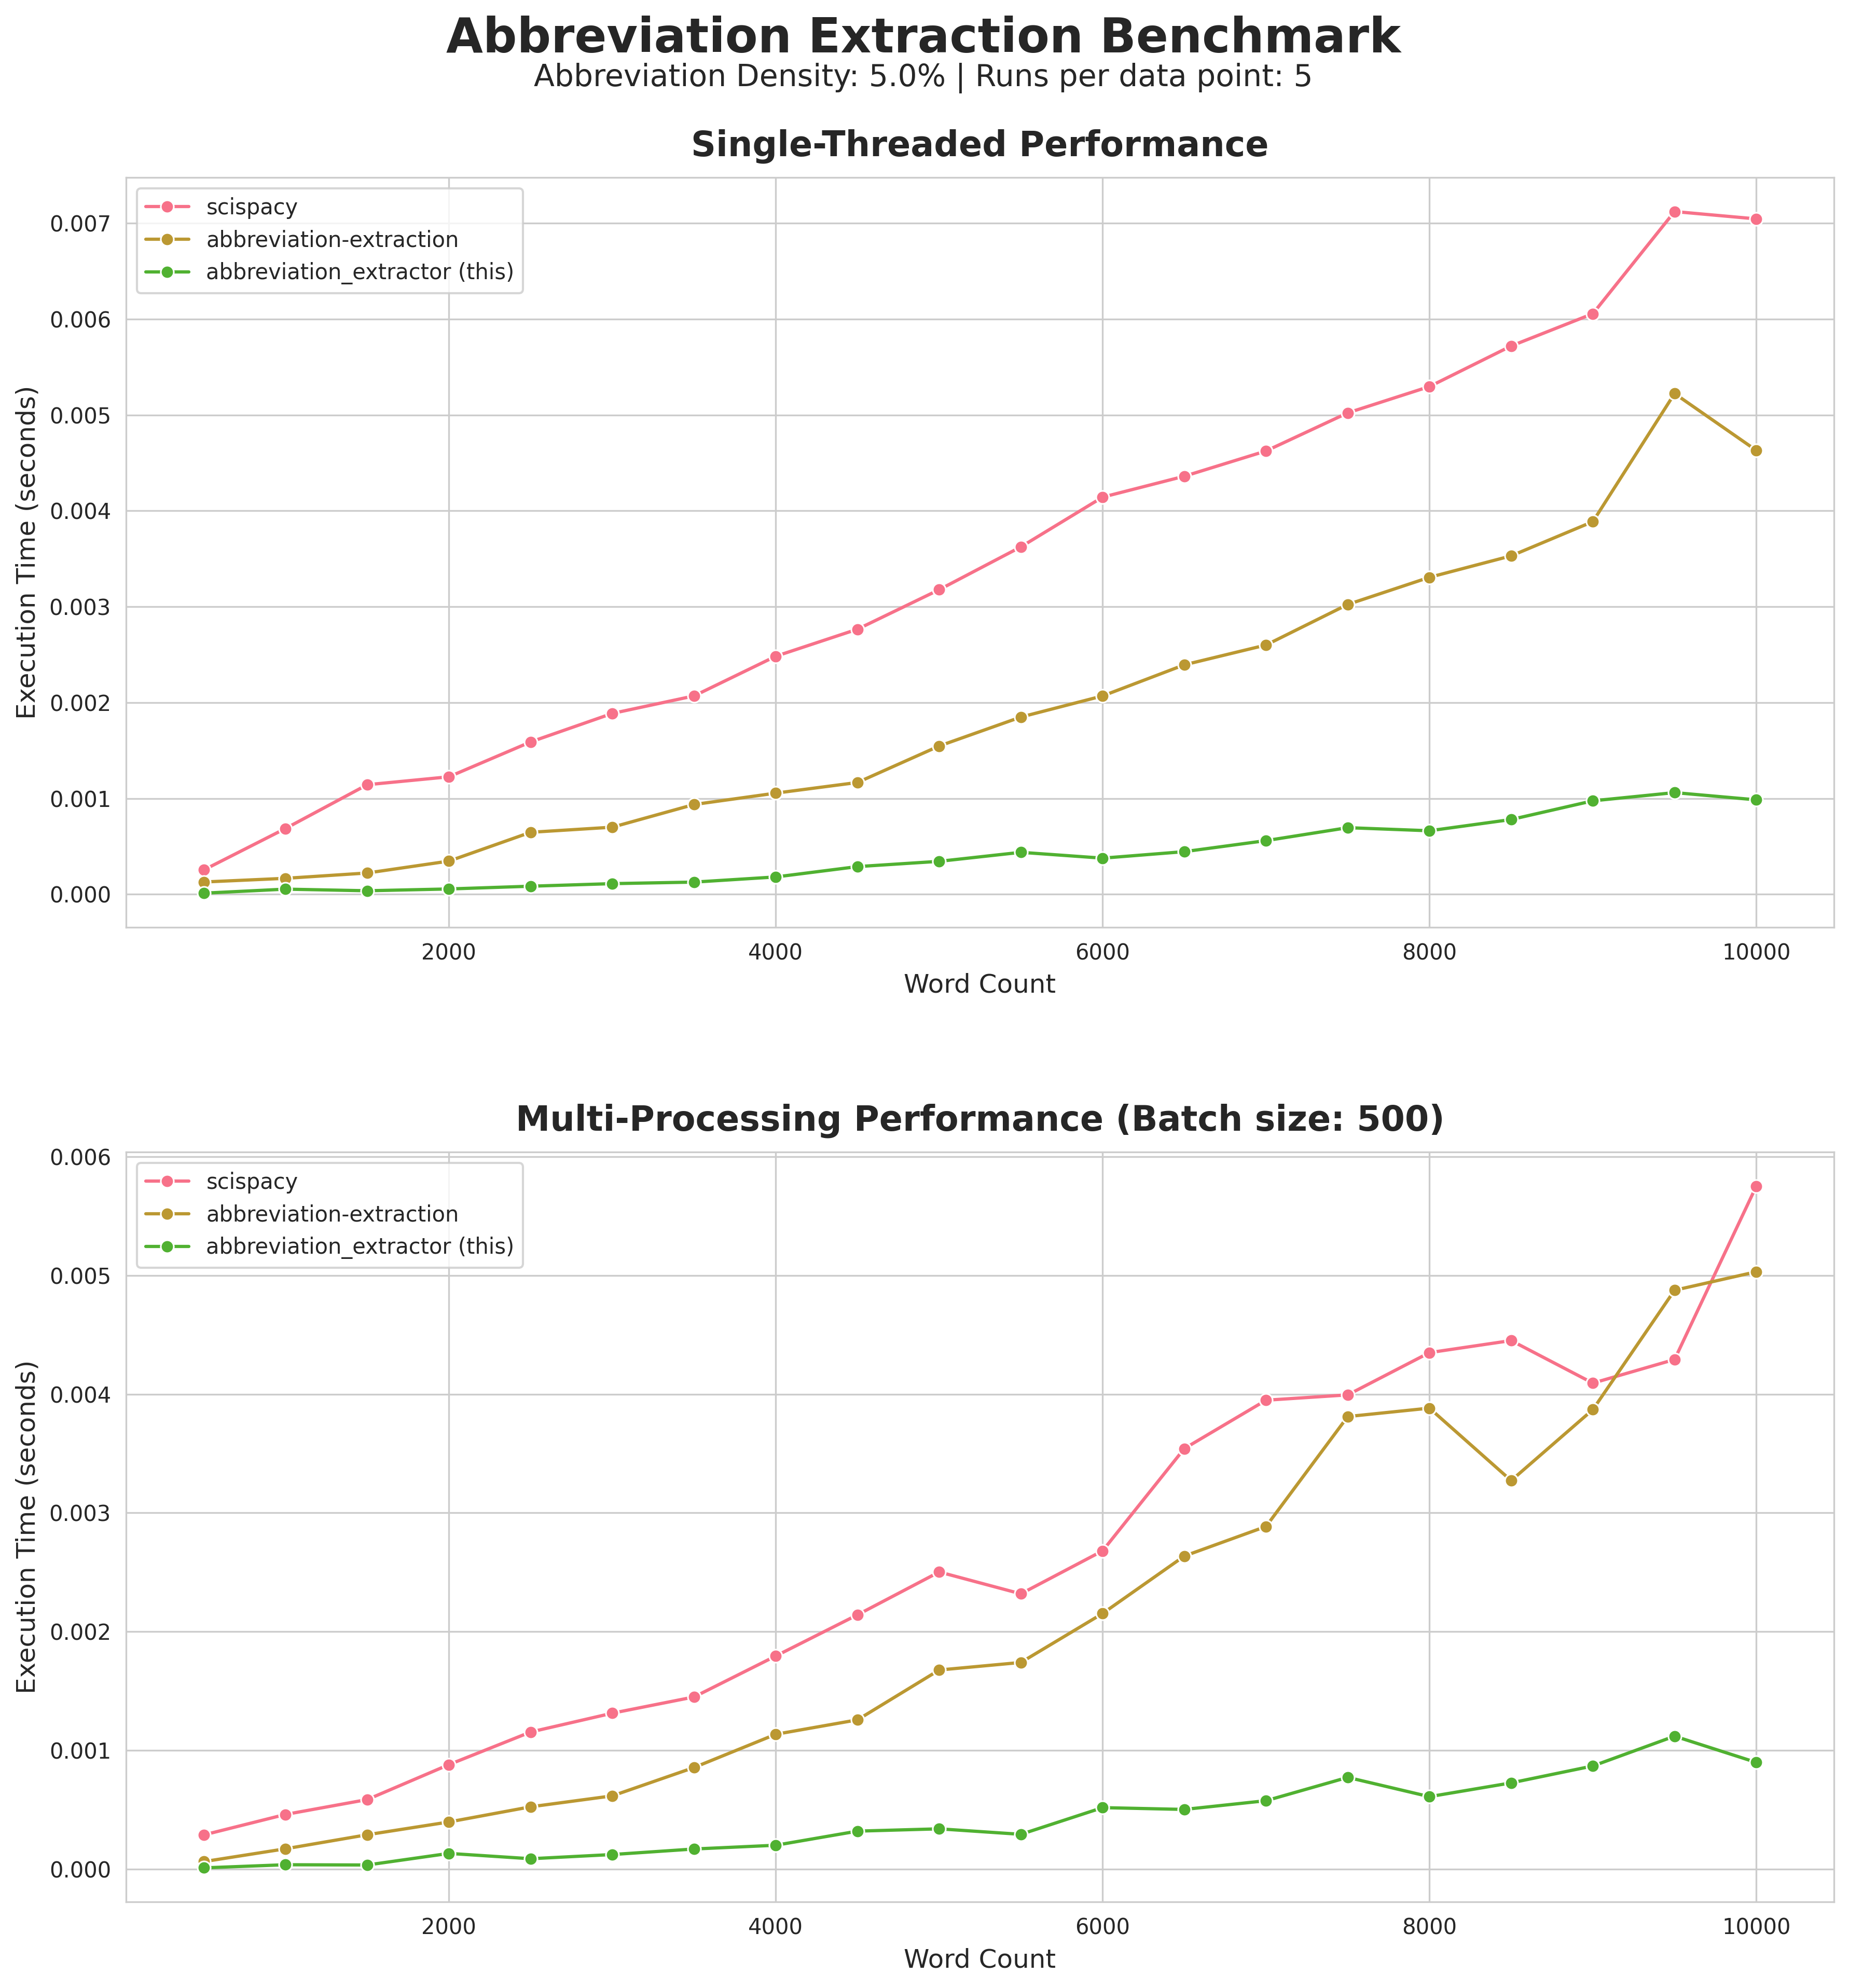 Abbreviation Extraction Benchmark
Abbreviation Density: 5.0% | Runs per data point: 5
Single-Threaded Performance
scispacy
abbreviation-extraction
abbreviation_extractor (this)
Execution Time (seconds)
0.007
0.006
0.005
0.004
0.003
0.002
0.001
0.000
2000
4000
6000
8000
10000
Word Count
Multi-Processing Performance (Batch size: 500)
scispacy
abbreviation-extraction
abbreviation_extractor (this)
Execution Time (seconds)
0.006
0.005
0.004
0.003
0.002
0.001
0.000
2000
4000
6000
8000
10000
Word Count